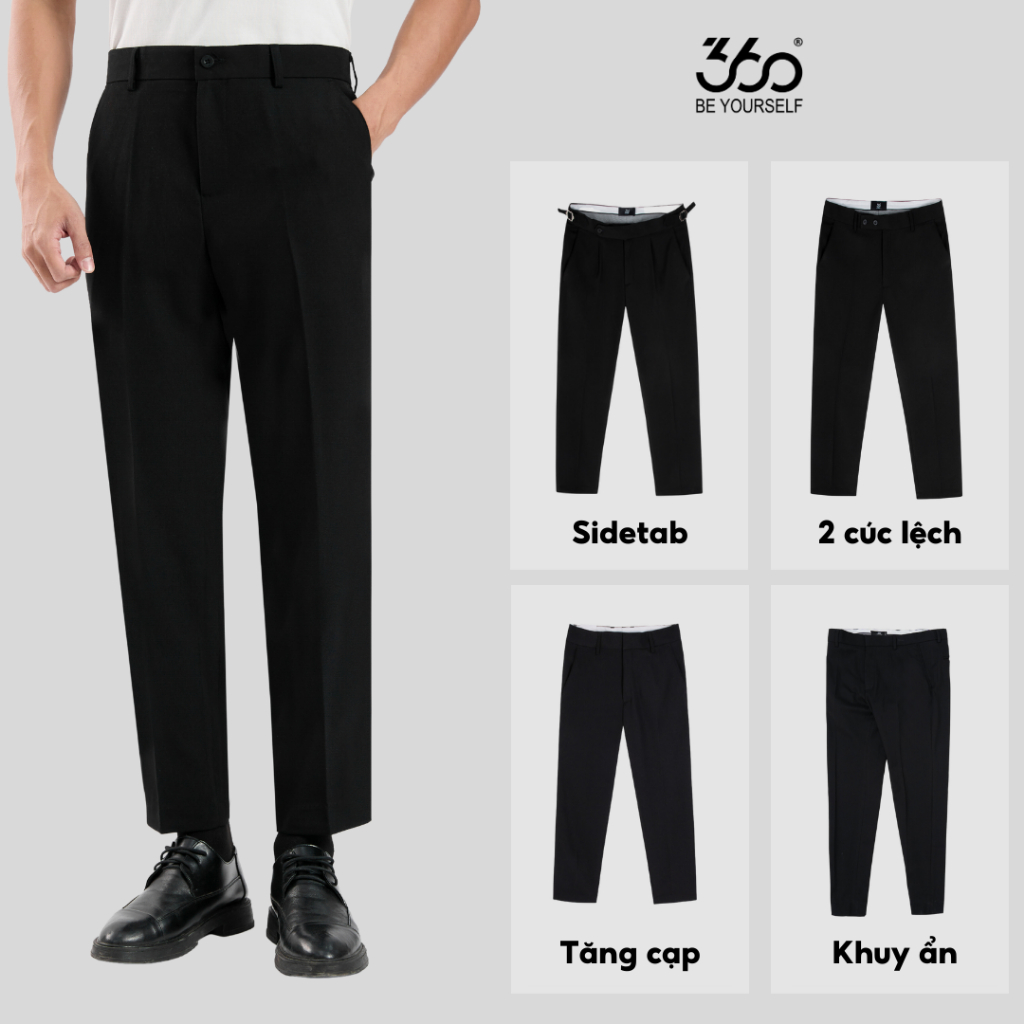 360®
BE YOURSELF
Sidetab
2 cúc lệch
Tăng cạp
Khuy ẩn